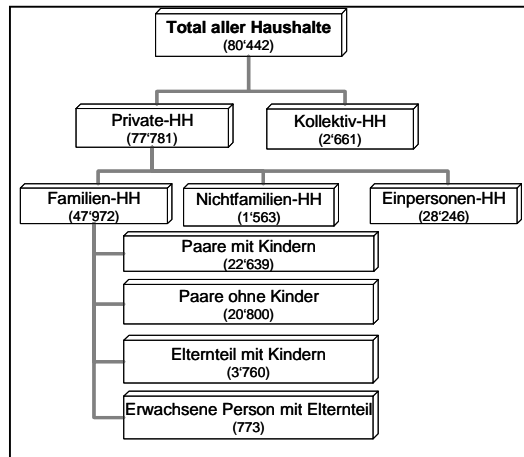 Total aller Haushalte
(80'442)
Private-HH
(77'781)
Kollektiv-HH
(2'661)
Familien-HH
(47'972)
Nichtfamilien-HH
(1'563)
Einpersonen-HH
(28'246)
Paare mit Kindern
(22'639)
Paare ohne Kinder
(20'800)
Elternteil mit Kindern
(3'760)
Erwachsene Person mit Elternteil
(773)